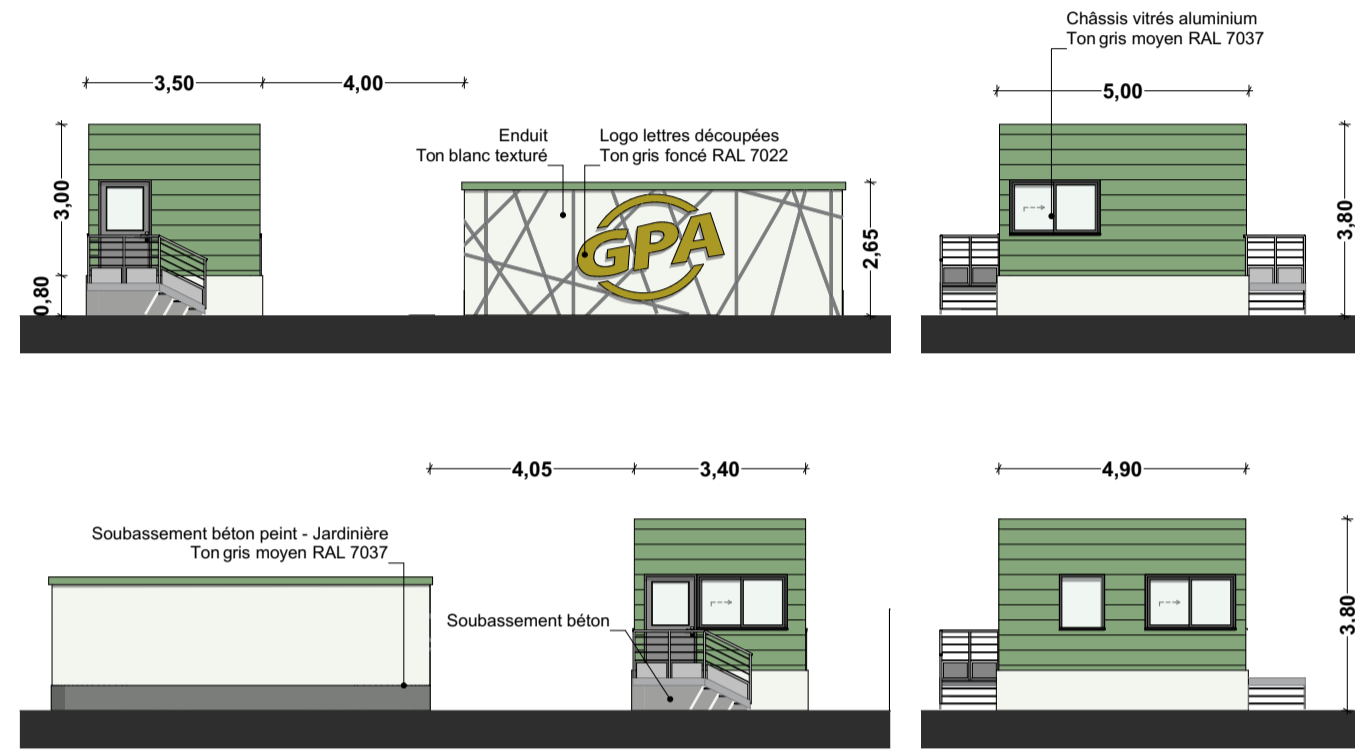 Châssis vitrés aluminium
Ton gris moyen RAL 7037
3,50
4,00
5,00
Enduit
Ton blanc texturé
Logo lettres découpées
Ton gris foncé RAL 7022
3,00
0,80
GPA
2,65
3,80
4,05
3,40
4,90
Soubassement béton peint - Jardinière
Ton gris moyen RAL 7037
Soubassement béton
3.80